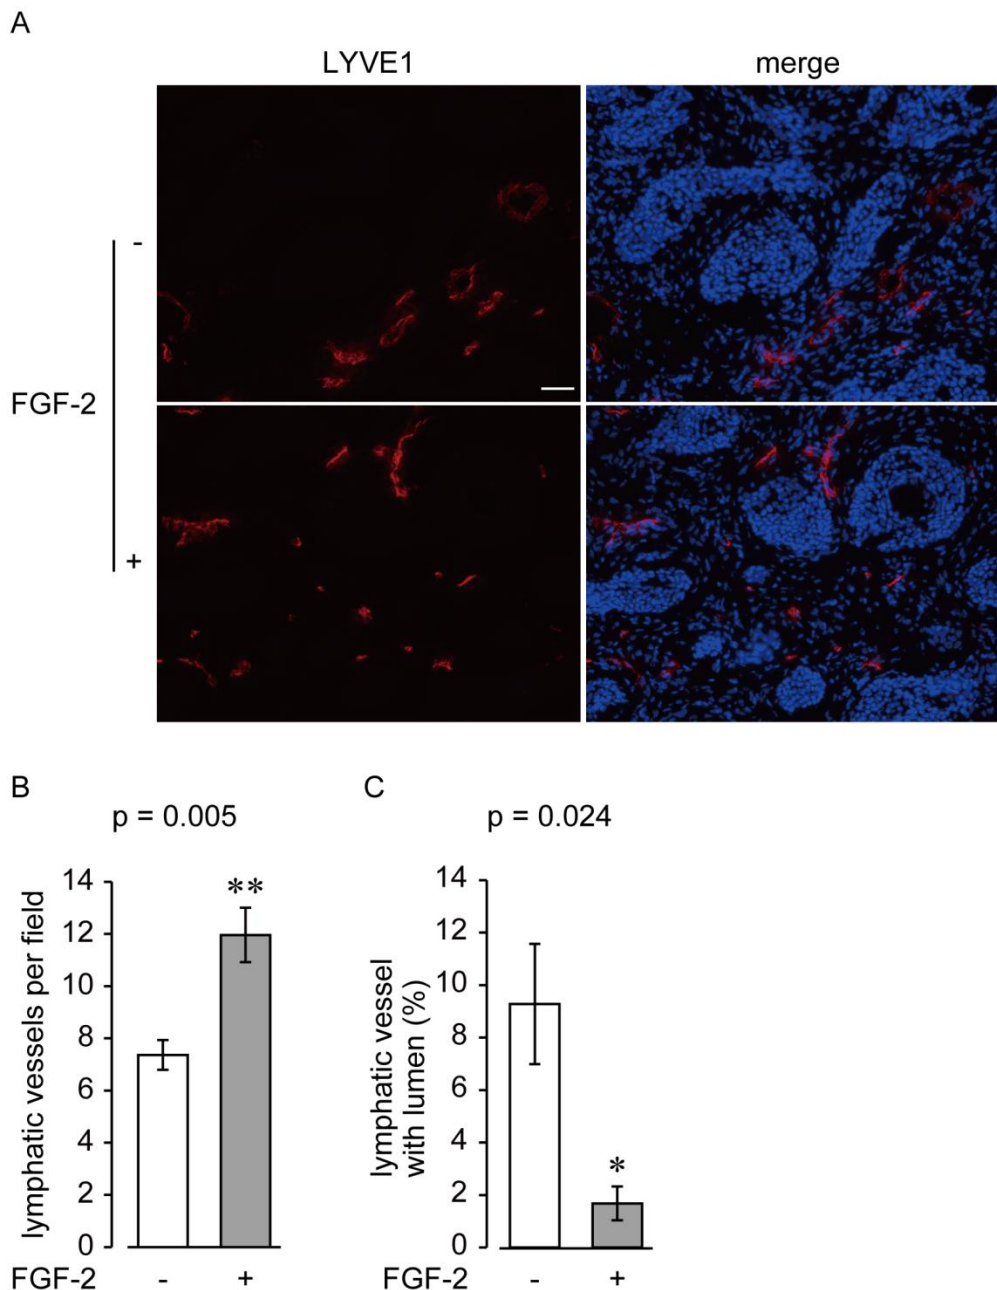 A
LYVE1 merge
-
FGF-2
+
B
p = 0.005
lymphatic vessels per field
14
12
10
8
6
4
2
0
**
FGF-2 - +
C
p = 0.024
lymphatic vessel
with lumen (%)
14
12
10
8
6
4
2
0
*
FGF-2 - +